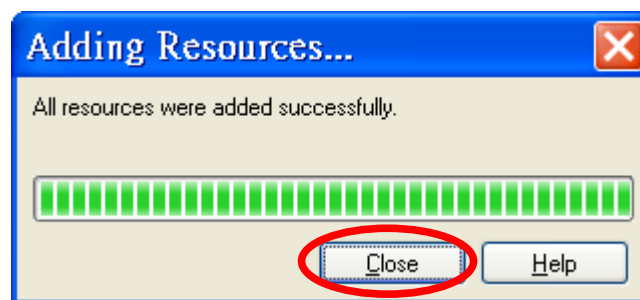 Adding Resources...
All resources were added successfully.
Close Help